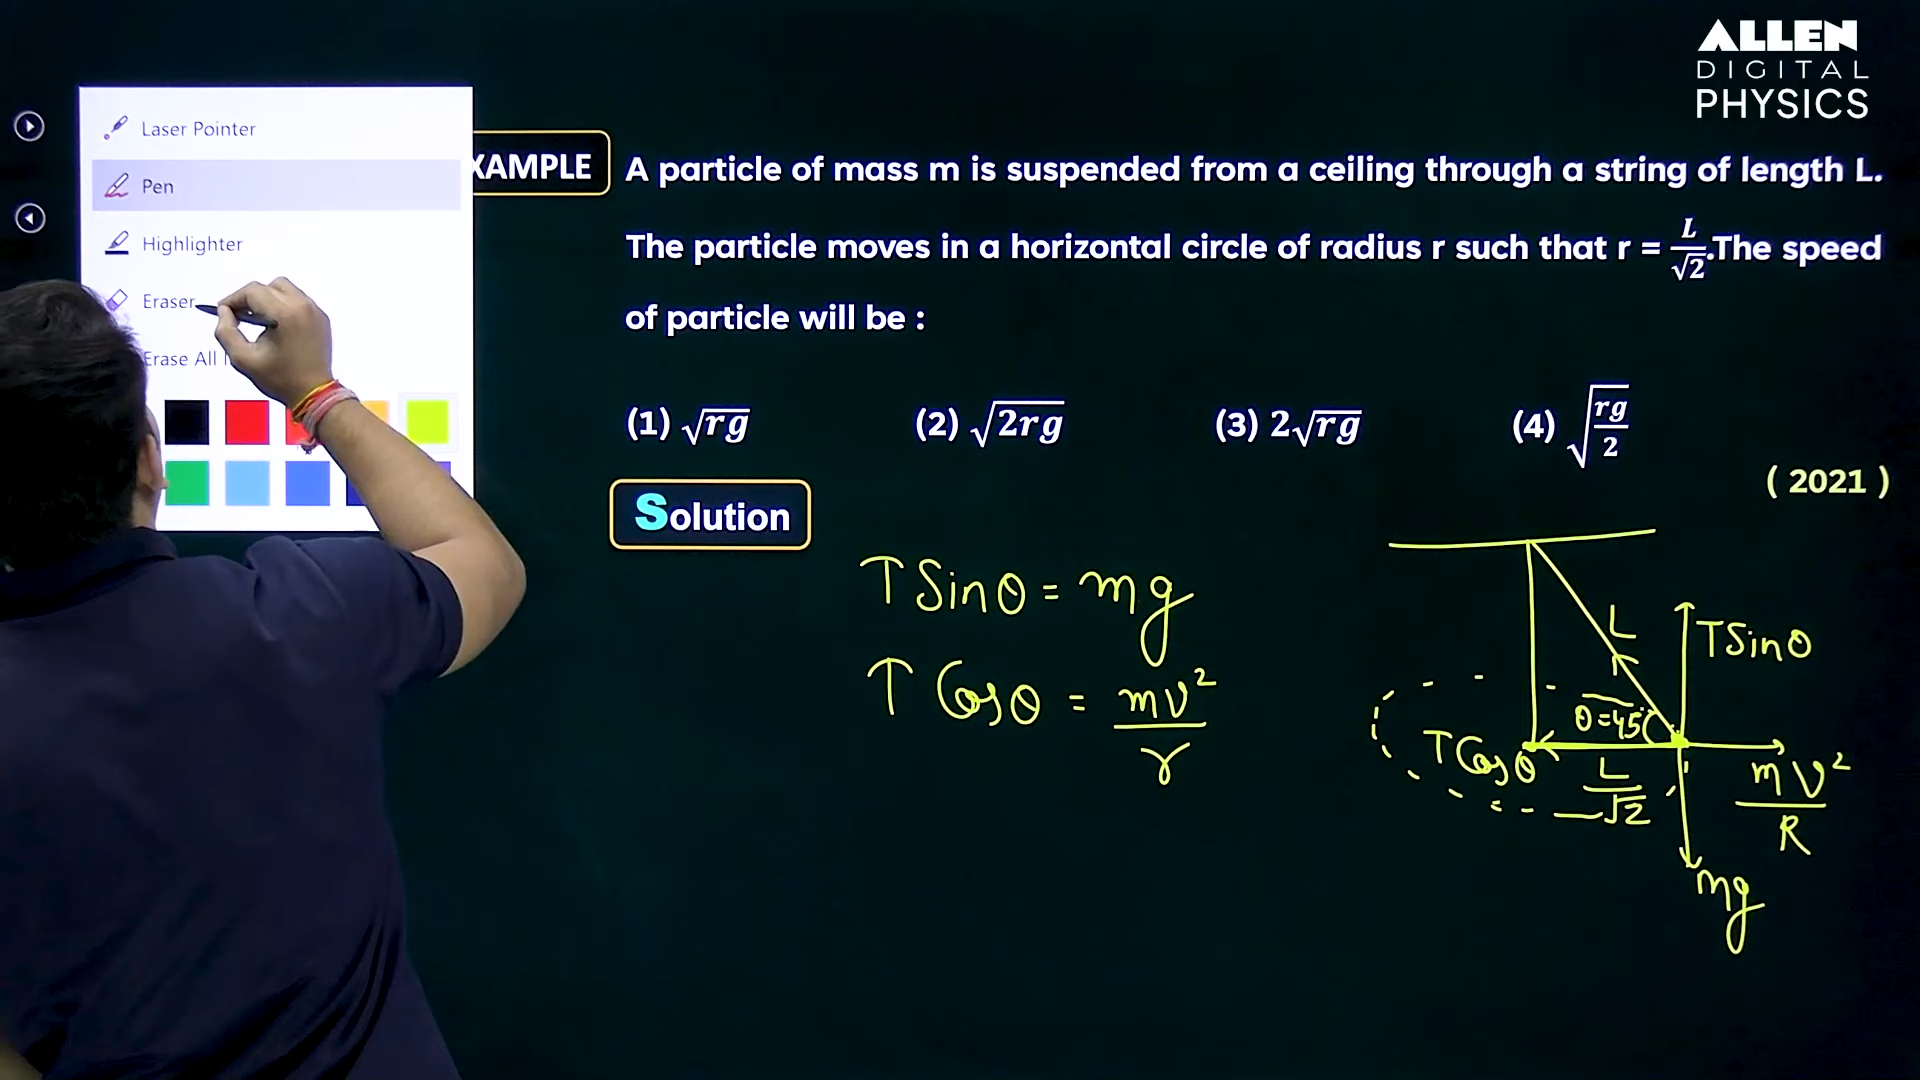 ALLEN
DIGITAL
PHYSICS
Laser Pointer
Pen
Highlighter
Eraser
Erase All
XAMPLE
A particle of mass m is suspended from a ceiling through a string of length L.
The particle moves in a horizontal circle of radius r such that r = L/√2.The speed
of particle will be :
(1) √rg (2) √2rg (3) 2√rg (4) √(rg/2)
( 2021 )
Solution
T Sinθ = mg
T Cosθ = mv²/r
L
TSinθ
θ=45
TCosθ
L/√2
mv²/R
mg